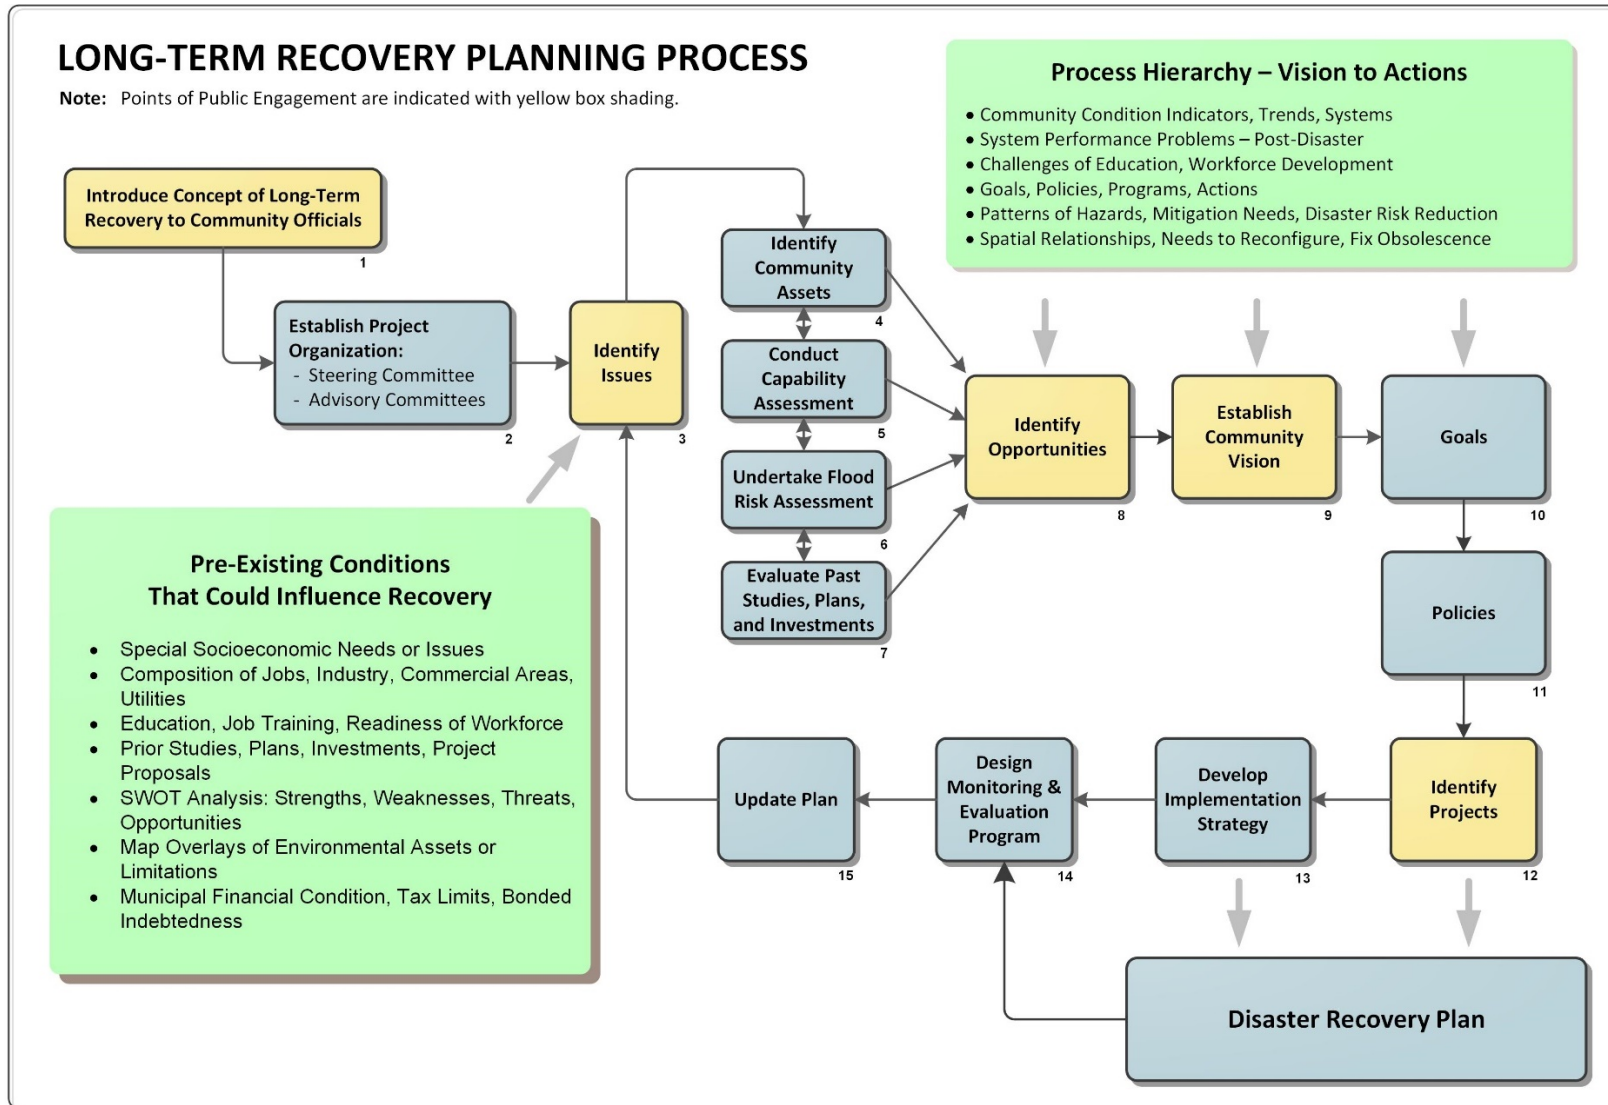 LONG-TERM RECOVERY PLANNING PROCESS
Note: Points of Public Engagement are indicated with yellow box shading.
Process Hierarchy – Vision to Actions
• Community Condition Indicators, Trends, Systems
• System Performance Problems – Post-Disaster
• Challenges of Education, Workforce Development
• Goals, Policies, Programs, Actions
• Patterns of Hazards, Mitigation Needs, Disaster Risk Reduction
• Spatial Relationships, Needs to Reconfigure, Fix Obsolescence
Introduce Concept of Long-Term
Recovery to Community Officials
1
Establish Project
Organization:
- Steering Committee
- Advisory Committees
2
Identify
Issues
3
Identify
Community
Assets
4
Conduct
Capability
Assessment
5
Undertake Flood
Risk Assessment
6
Evaluate Past
Studies, Plans,
and Investments
7
Identify
Opportunities
8
Establish
Community
Vision
9
Goals
10
Policies
11
Identify
Projects
12
Develop
Implementation
Strategy
13
Design
Monitoring &
Evaluation
Program
14
Update Plan
15
Disaster Recovery Plan
Pre-Existing Conditions
That Could Influence Recovery
• Special Socioeconomic Needs or Issues
• Composition of Jobs, Industry, Commercial Areas,
Utilities
• Education, Job Training, Readiness of Workforce
• Prior Studies, Plans, Investments, Project
Proposals
• SWOT Analysis: Strengths, Weaknesses, Threats,
Opportunities
• Map Overlays of Environmental Assets or
Limitations
• Municipal Financial Condition, Tax Limits, Bonded
Indebtedness